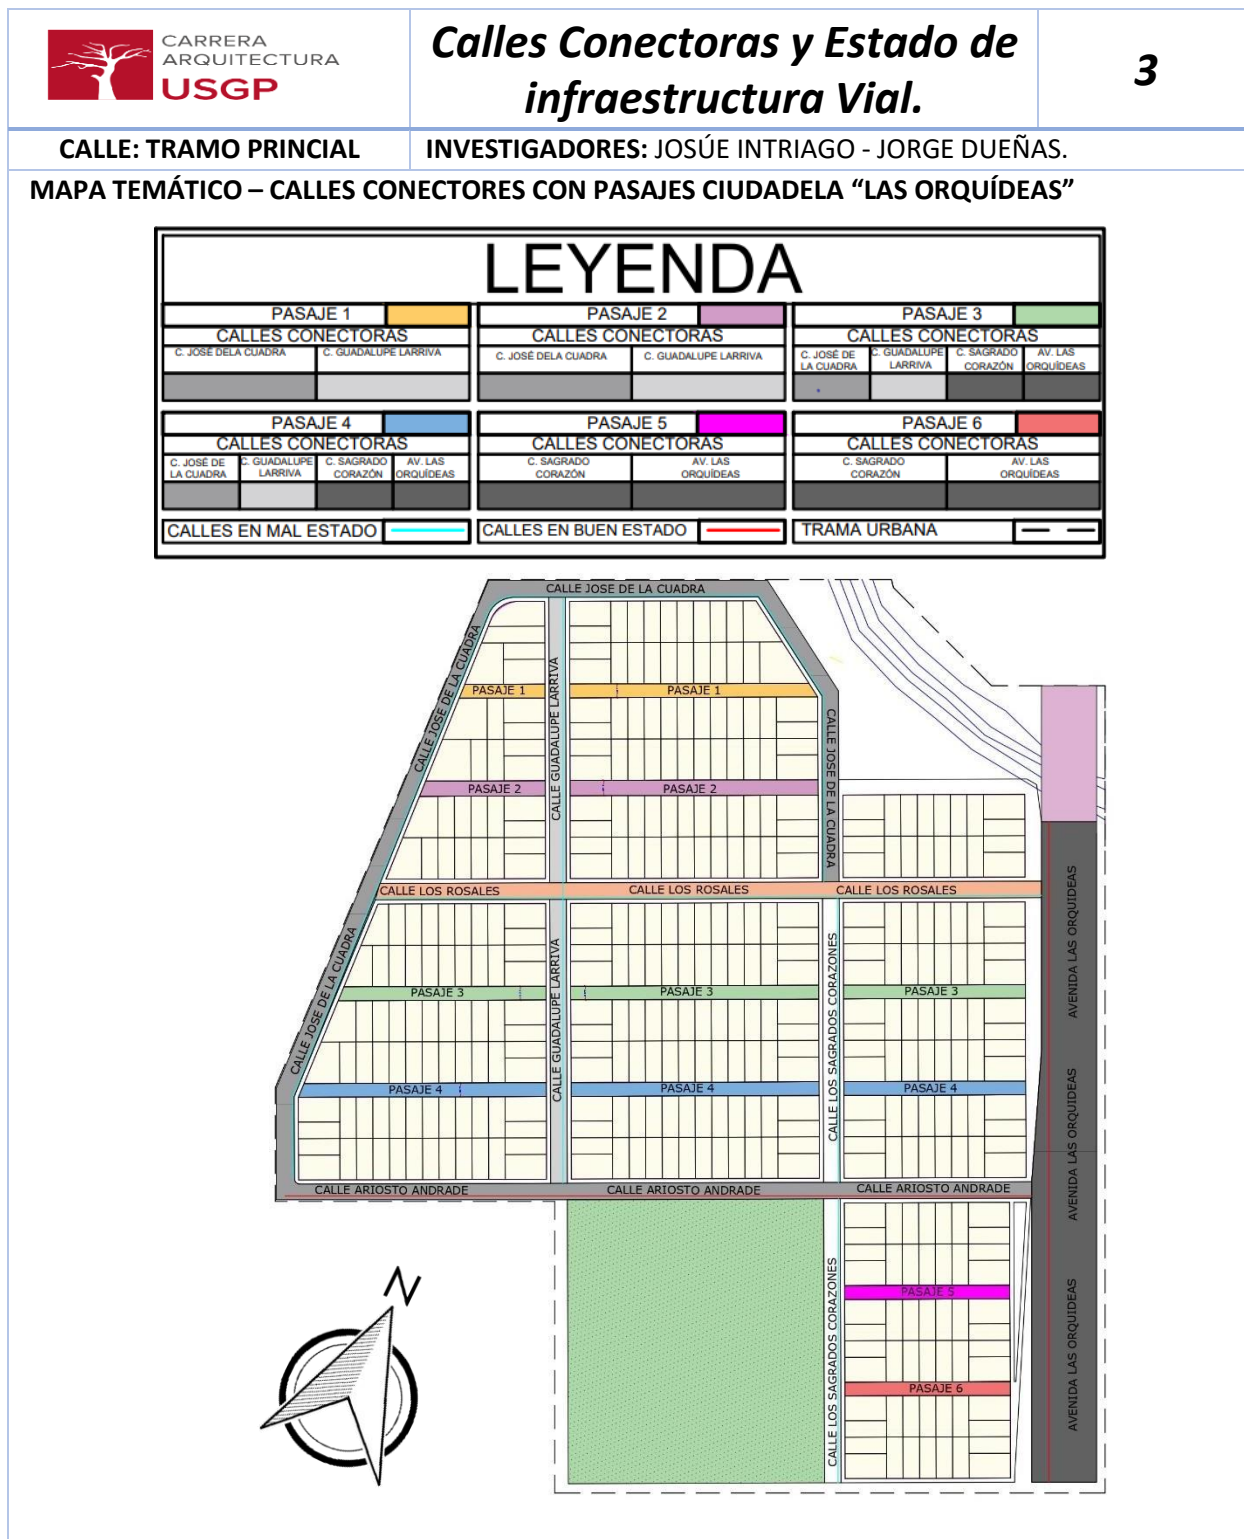 CARRERA
ARQUITECTURA
USGP
Calles Conectoras y Estado de
infraestructura Vial.
3
CALLE: TRAMO PRINCIAL
INVESTIGADORES: JOSÚE INTRIAGO - JORGE DUEÑAS.
MAPA TEMÁTICO – CALLES CONECTORES CON PASAJES CIUDADELA “LAS ORQUÍDEAS”
LEYENDA
PASAJE 1
CALLES CONECTORAS
C. JOSÉ DELA CUADRA
C. GUADALUPE LARRIVA
PASAJE 2
CALLES CONECTORAS
C. JOSÉ DELA CUADRA
C. GUADALUPE LARRIVA
PASAJE 3
CALLES CONECTORAS
C. JOSÉ DE
LA CUADRA
C. GUADALUPE
LARRIVA
C. SAGRADO
CORAZÓN
AV. LAS
ORQUÍDEAS
PASAJE 4
CALLES CONECTORAS
C. JOSÉ DE
LA CUADRA
C. GUADALUPE
LARRIVA
C. SAGRADO
CORAZÓN
AV. LAS
ORQUÍDEAS
PASAJE 5
CALLES CONECTORAS
C. SAGRADO
CORAZÓN
AV. LAS
ORQUÍDEAS
PASAJE 6
CALLES CONECTORAS
C. SAGRADO
CORAZÓN
AV. LAS
ORQUÍDEAS
CALLES EN MAL ESTADO
CALLES EN BUEN ESTADO
TRAMA URBANA
CALLE JOSE DE LA CUADRA
CALLE JOSE DE LA CUADRA
CALLE GUADALUPE LARRIVA
PASAJE 1
PASAJE 1
CALLE JOSE DE LA CUADRA
PASAJE 2
PASAJE 2
CALLE LOS ROSALES
CALLE LOS ROSALES
CALLE LOS ROSALES
AVENIDA LAS ORQUIDEAS
CALLE JOSE DE LA CUADRA
CALLE GUADALUPE LARRIVA
CALLE LOS SAGRADOS CORAZONES
PASAJE 3
PASAJE 3
PASAJE 3
PASAJE 4
PASAJE 4
PASAJE 4
AVENIDA LAS ORQUIDEAS
CALLE ARIOSTO ANDRADE
CALLE ARIOSTO ANDRADE
CALLE ARIOSTO ANDRADE
CALLE LOS SAGRADOS CORAZONES
PASAJE 5
PASAJE 6
AVENIDA LAS ORQUIDEAS
N